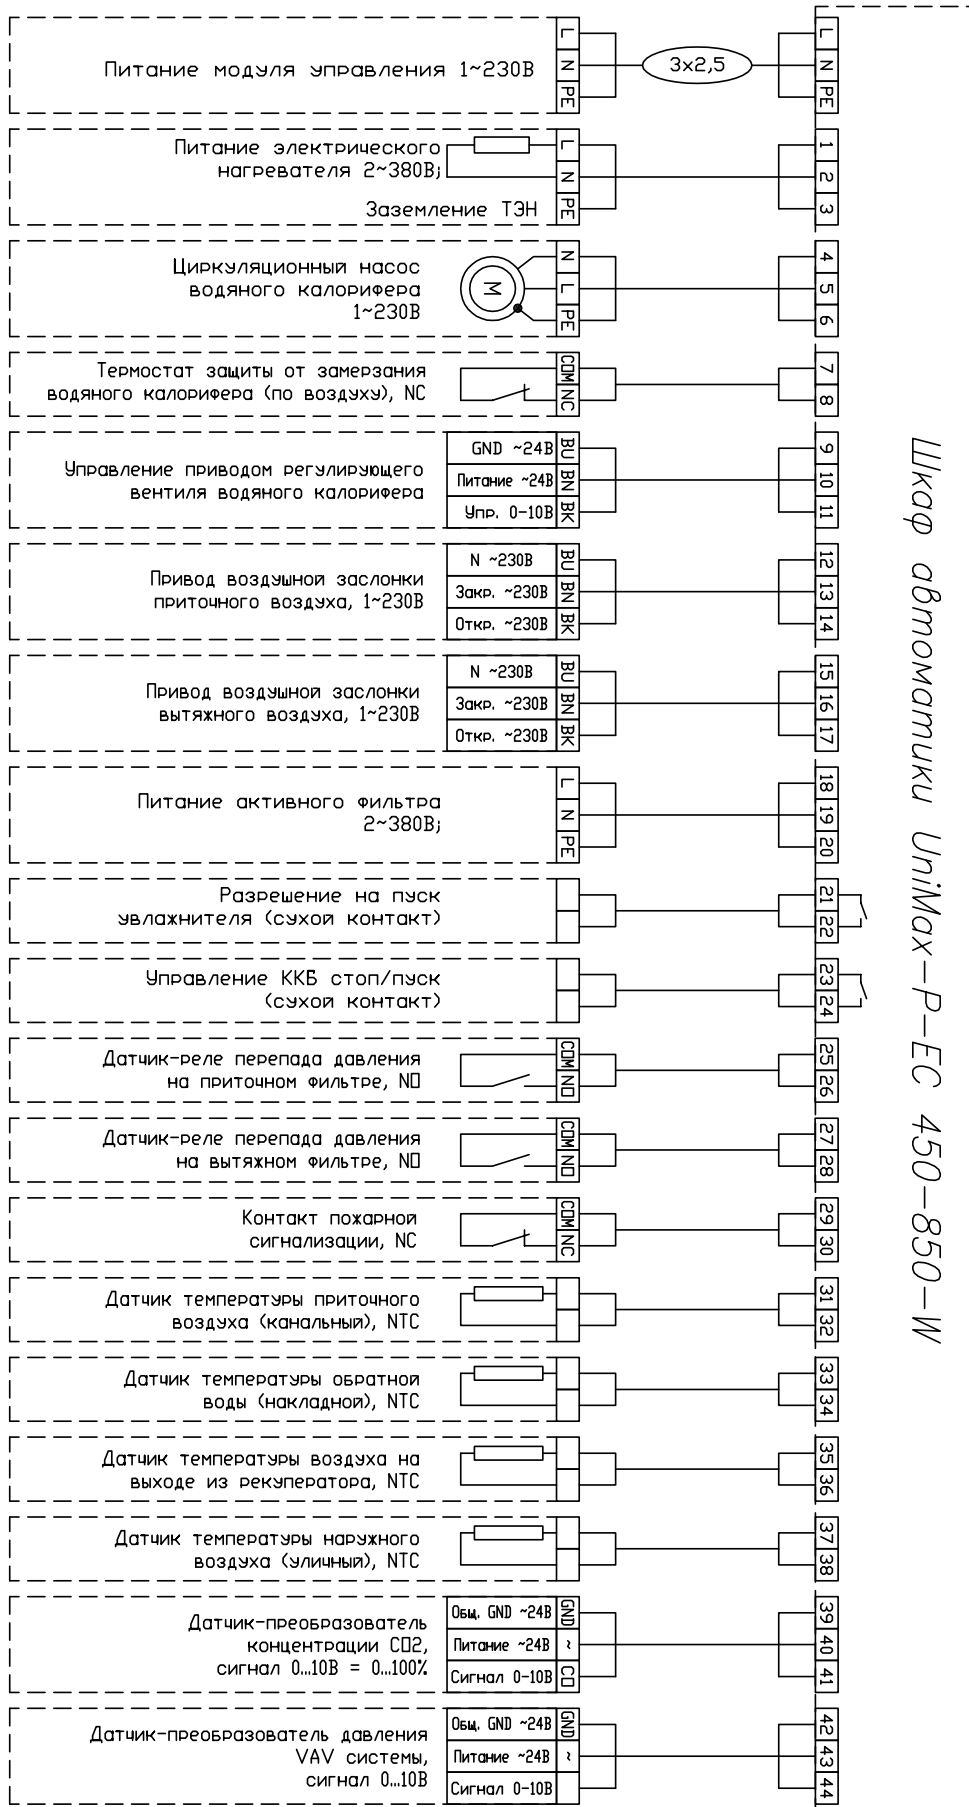 Питание модуля управления 1~230В
L
N
PE
3x2,5
L
N
PE
Питание электрического
нагревателя 2~380В;
Заземление ТЭН
L
N
PE
1
2
3
Циркуляционный насос
водяного калорифера
1~230В
M
N
L
PE
4
5
6
Термостат защиты от замерзания
водяного калорифера (по воздуху), NC
COM
NC
7
8
Управление приводом регулирующего
вентиля водяного калорифера
GND ~24В
Питание ~24В
Упр. 0-10В
BU
BN
BK
9
10
11
Привод воздушной заслонки
приточного воздуха, 1~230В
N ~230В
Закр. ~230В
Откр. ~230В
BU
BN
BK
12
13
14
Привод воздушной заслонки
вытяжного воздуха, 1~230В
N ~230В
Закр. ~230В
Откр. ~230В
BU
BN
BK
15
16
17
Питание активного фильтра
2~380В;
L
N
PE
18
19
20
Разрешение на пуск
увлажнителя (сухой контакт)
21
22
Управление ККБ стоп/пуск
(сухой контакт)
23
24
Датчик-реле перепада давления
на приточном фильтре, NO
COM
NO
25
26
Датчик-реле перепада давления
на вытяжном фильтре, NO
COM
NO
27
28
Контакт пожарной
сигнализации, NC
COM
NC
29
30
Датчик температуры приточного
воздуха (канальный), NTC
31
32
Датчик температуры обратной
воды (накладной), NTC
33
34
Датчик температуры воздуха на
выходе из рекуператора, NTC
35
36
Датчик температуры наружного
воздуха (уличный), NTC
37
38
Датчик-преобразователь
концентрации СО2,
сигнал 0...10В = 0...100%
Общ. GND ~24В
Питание ~24В
Сигнал 0-10В
GND
~
CO
39
40
41
Датчик-преобразователь давления
VAV системы,
сигнал 0...10В
Общ. GND ~24В
Питание ~24В
Сигнал 0-10В
GND
~
42
43
44
Шкаф автоматики UniMax-P-EC 450-850-W